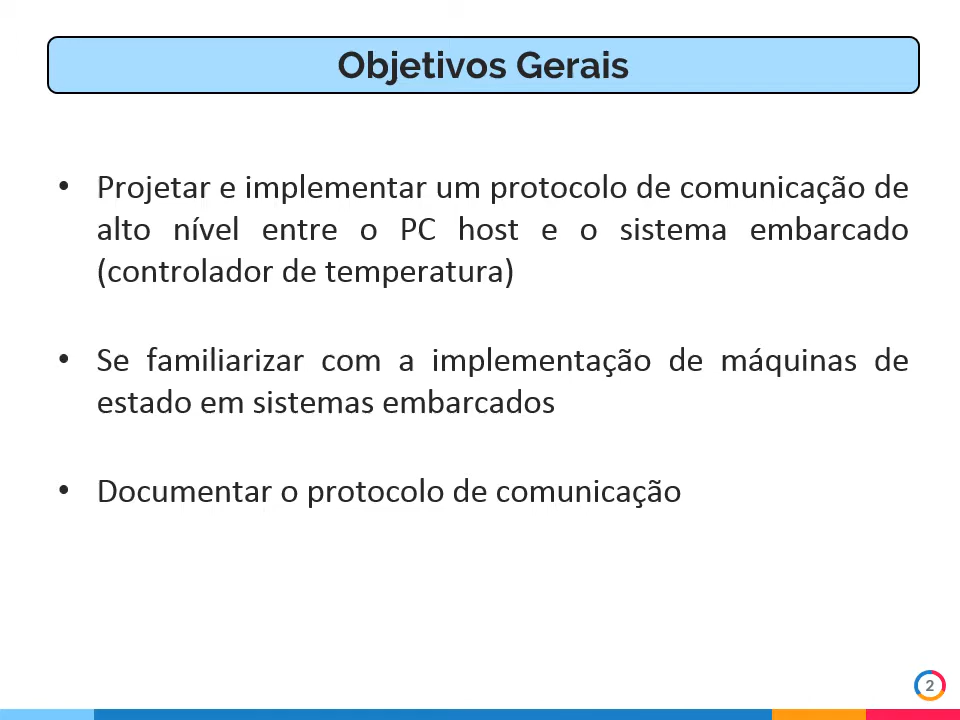 Objetivos Gerais
• Projetar e implementar um protocolo de comunicação de
alto nível entre o PC host e o sistema embarcado
(controlador de temperatura)
• Se familiarizar com a implementação de máquinas de
estado em sistemas embarcados
• Documentar o protocolo de comunicação
2